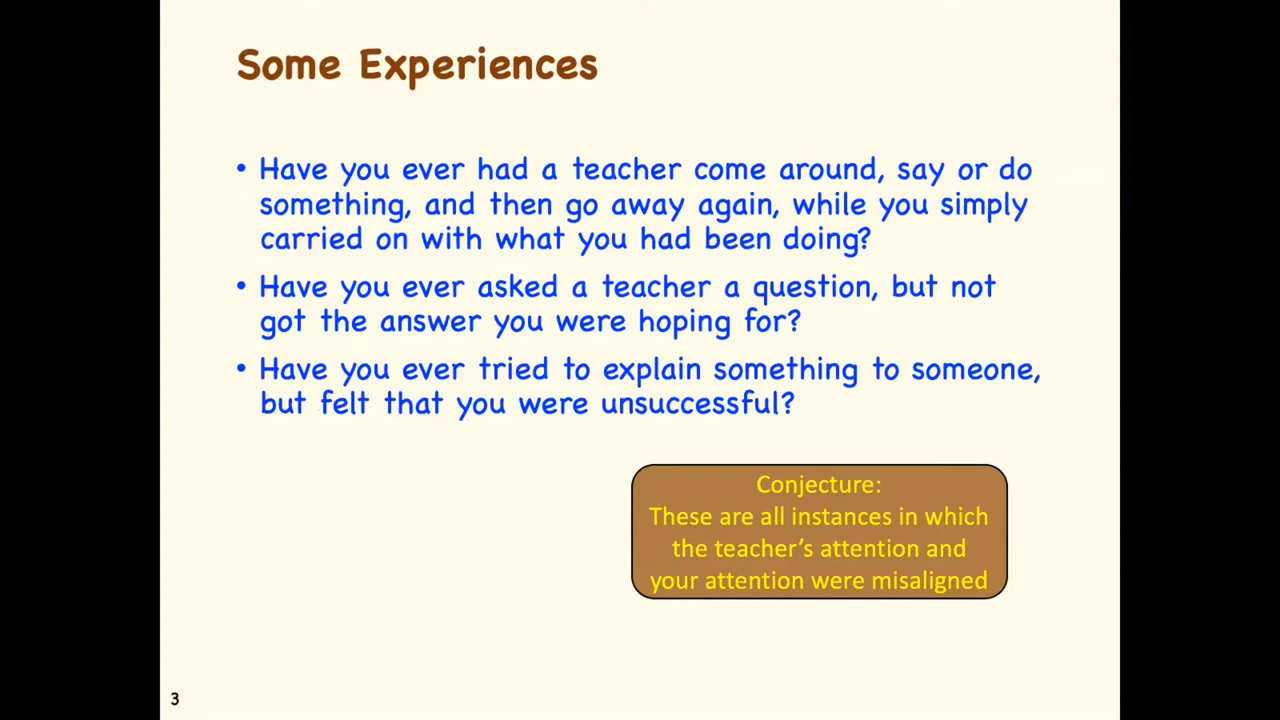 Some Experiences
• Have you ever had a teacher come around, say or do
something, and then go away again, while you simply
carried on with what you had been doing?
• Have you ever asked a teacher a question, but not
got the answer you were hoping for?
• Have you ever tried to explain something to someone,
but felt that you were unsuccessful?
Conjecture:
These are all instances in which
the teacher’s attention and
your attention were misaligned
3